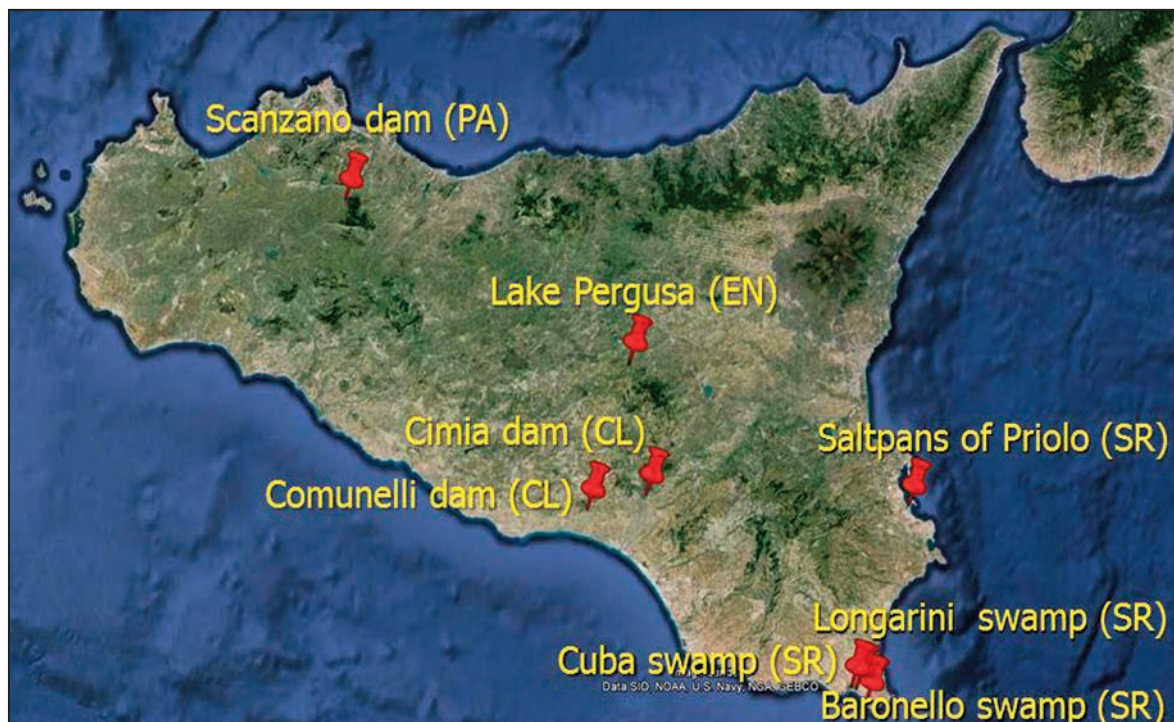 Scanzano dam (PA)
Lake Pergusa (EN)
Cimia dam (CL)
Saltpans of Priolo (SR)
Comunelli dam (CL)
Longarini swamp (SR)
Cuba swamp (SR)
Data SIO, NOAA, U.S. Navy, NGA, GEBCO
Baronello swamp (SR)